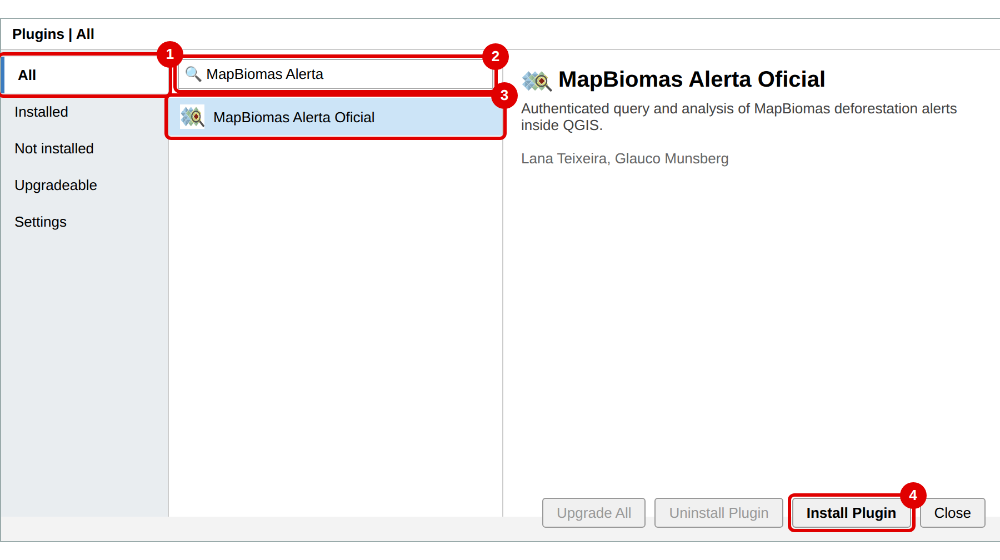 Plugins | All
1
2
All
MapBiomas Alerta
3
MapBiomas Alerta Oficial
Installed
MapBiomas Alerta Oficial
Authenticated query and analysis of MapBiomas deforestation alerts
inside QGIS.
Not installed
Lana Teixeira, Glauco Munsberg
Upgradeable
Settings
4
Upgrade All
Uninstall Plugin
Install Plugin
Close